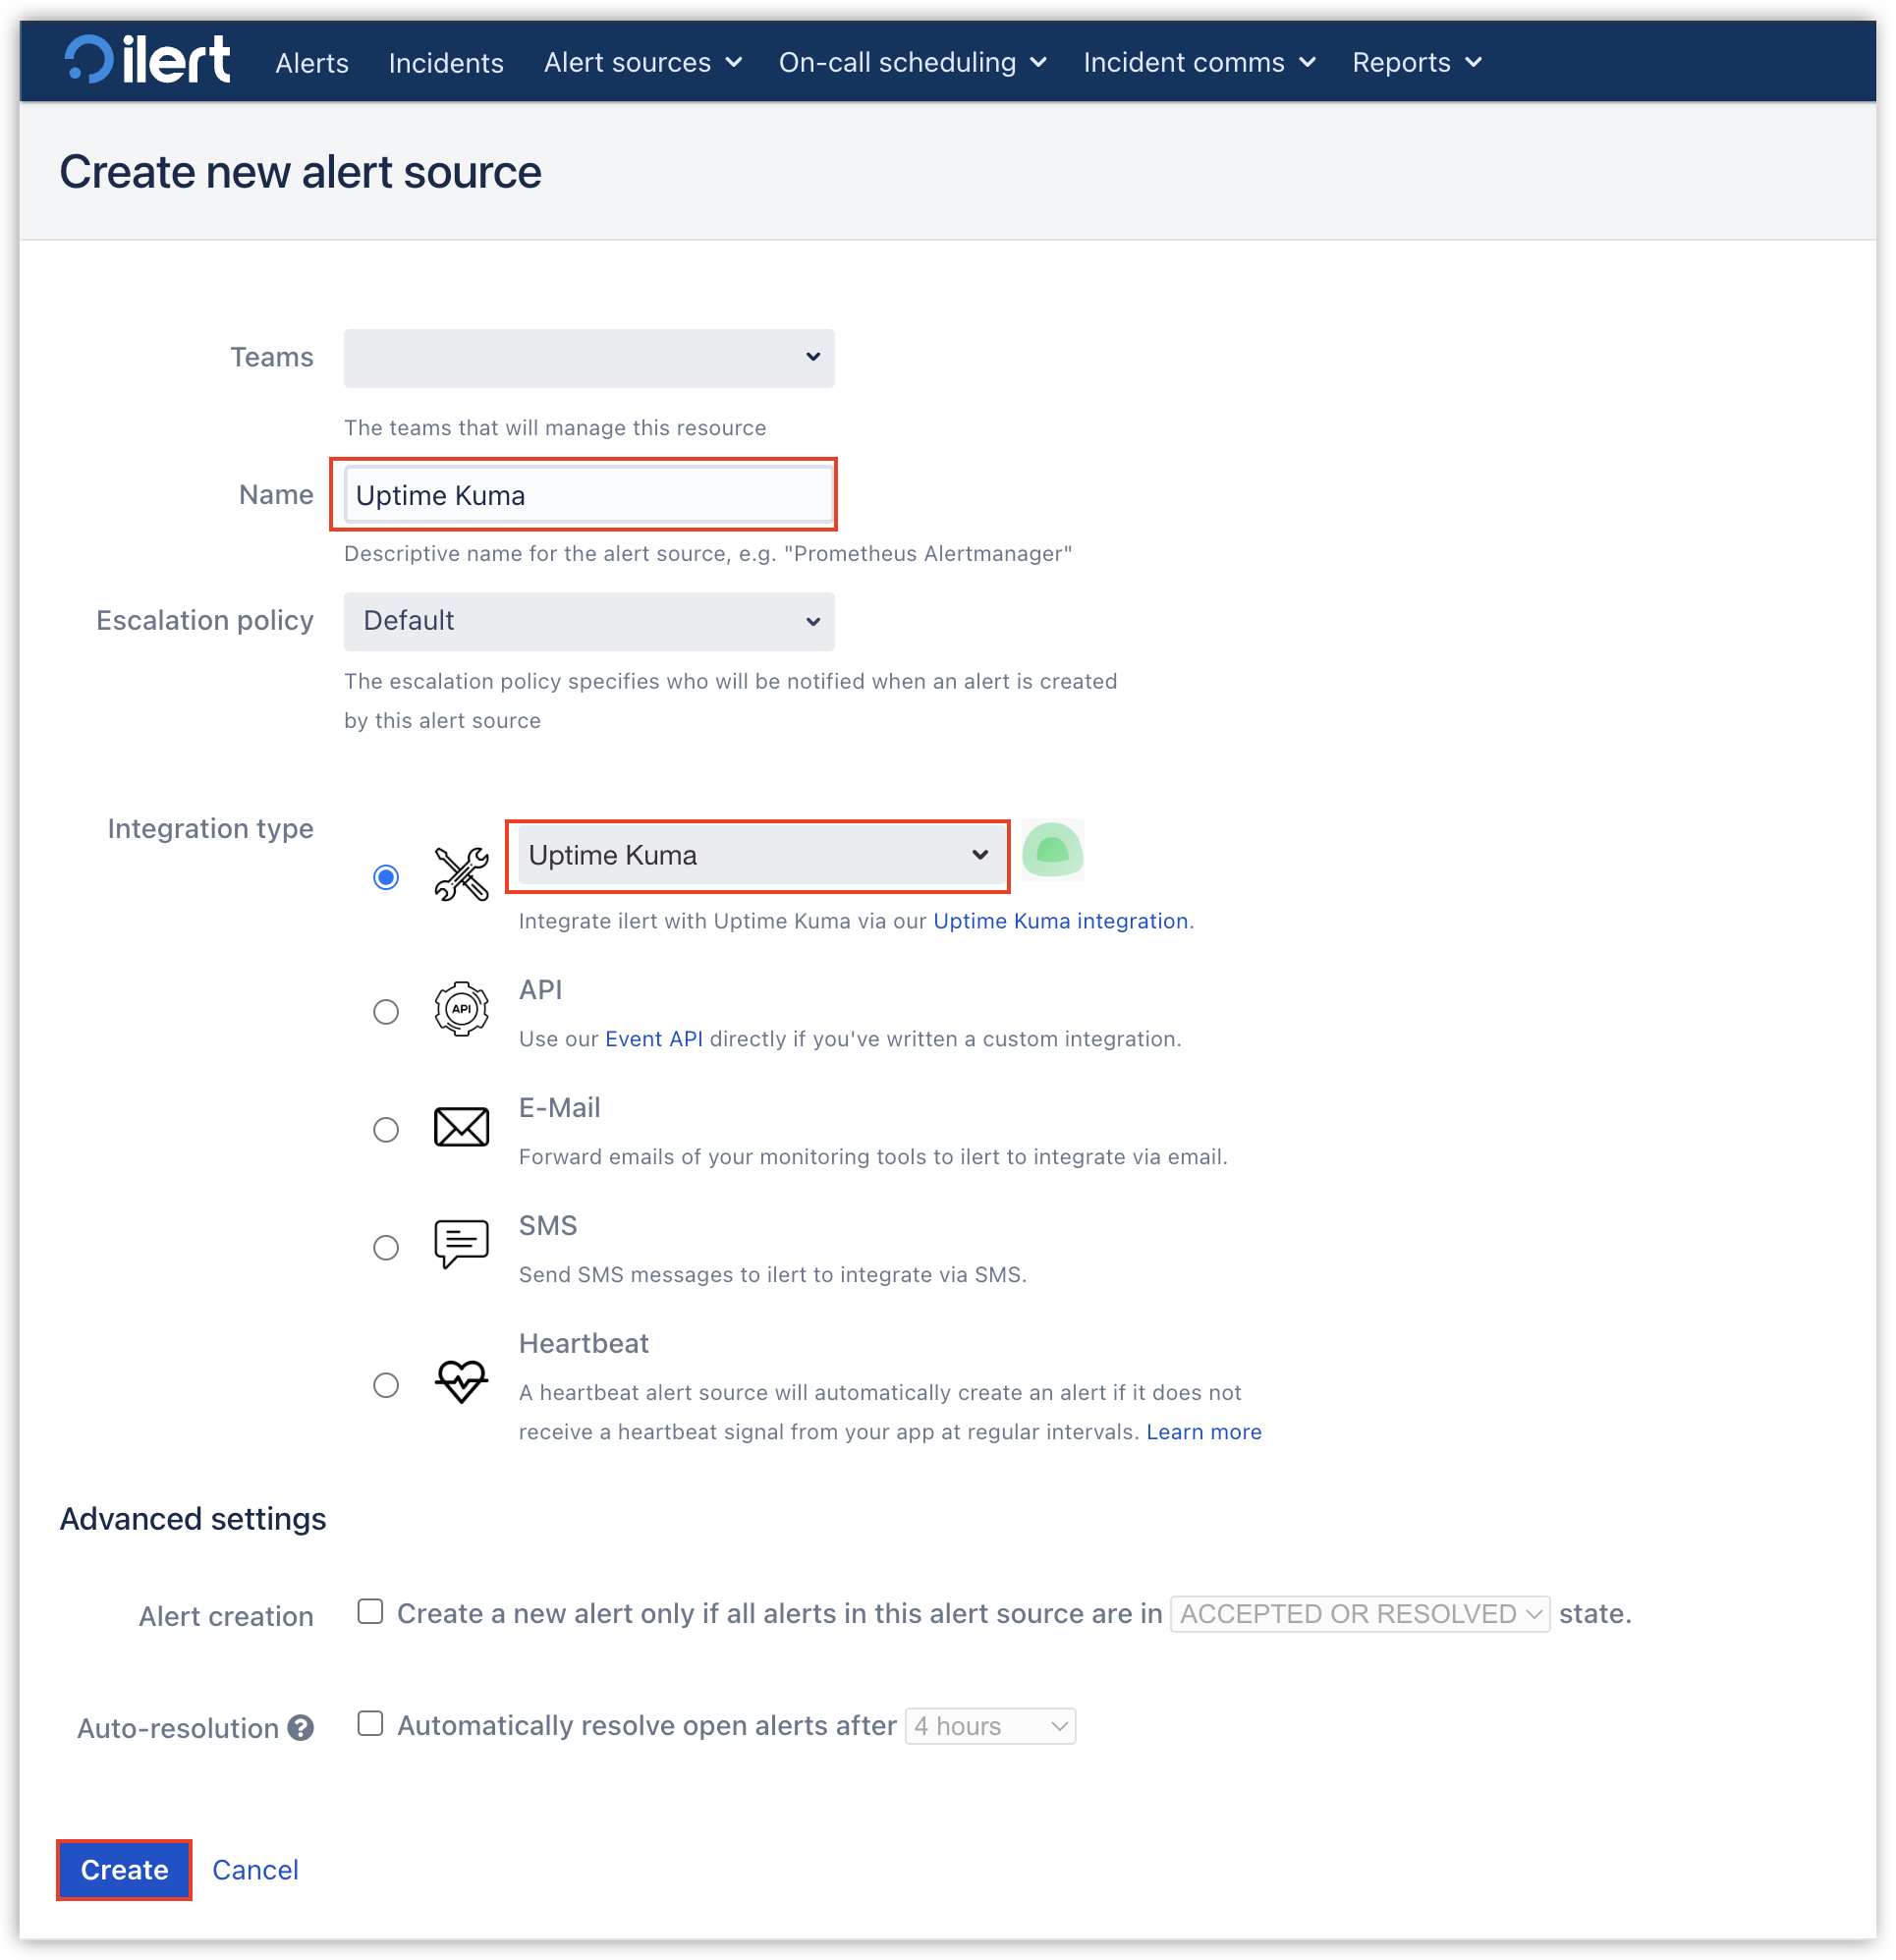 ilert Alerts Incidents Alert sources On-call scheduling Incident comms Reports
Create new alert source
Teams
The teams that will manage this resource
Name Uptime Kuma
Descriptive name for the alert source, e.g. "Prometheus Alertmanager"
Escalation policy Default
The escalation policy specifies who will be notified when an alert is created
by this alert source
Integration type
Uptime Kuma
Integrate ilert with Uptime Kuma via our Uptime Kuma integration.
API
API
Use our Event API directly if you've written a custom integration.
E-Mail
Forward emails of your monitoring tools to ilert to integrate via email.
SMS
Send SMS messages to ilert to integrate via SMS.
Heartbeat
A heartbeat alert source will automatically create an alert if it does not
receive a heartbeat signal from your app at regular intervals. Learn more
Advanced settings
Alert creation Create a new alert only if all alerts in this alert source are in ACCEPTED OR RESOLVED state.
Auto-resolution ? Automatically resolve open alerts after 4 hours
Create Cancel